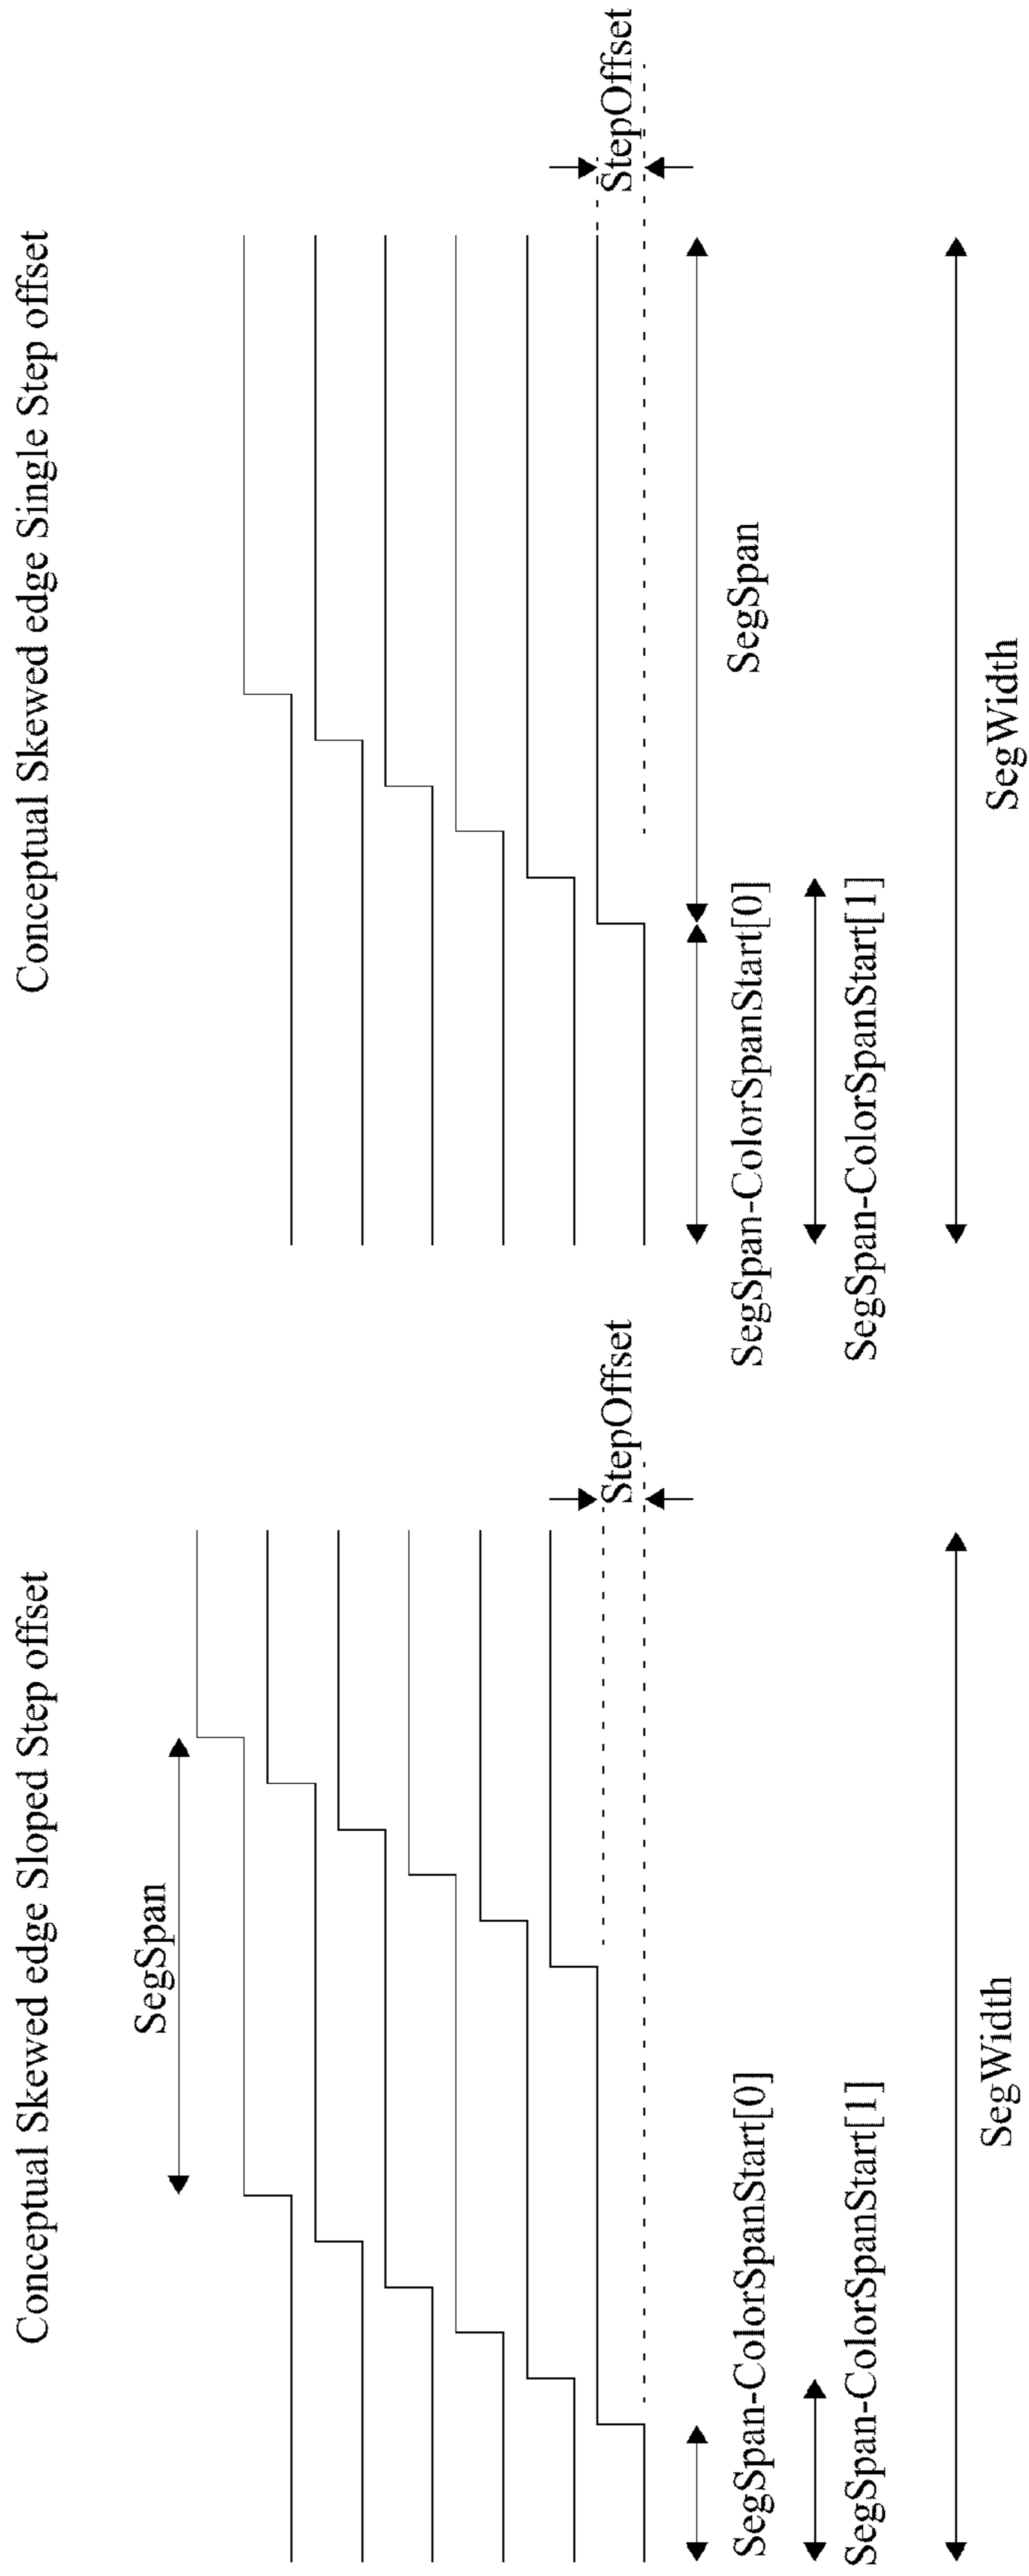 Conceptual Skewed edge Sloped Step offset
SegSpan
StepOffset
SegSpan-ColorSpanStart[0]
SegSpan-ColorSpanStart[1]
SegWidth
Conceptual Skewed edge Single Step offset
StepOffset
SegSpan
SegSpan-ColorSpanStart[0]
SegSpan-ColorSpanStart[1]
SegWidth